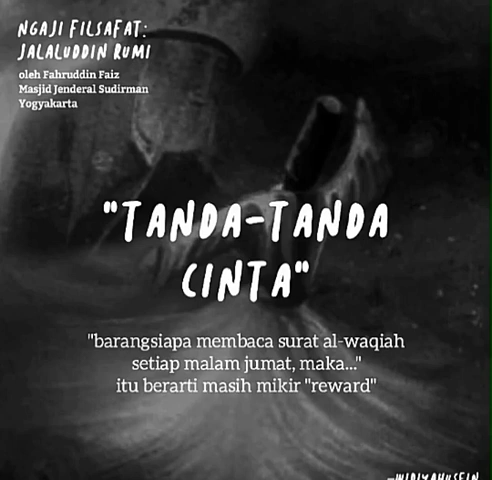 NGAJI FILSAFAT:
JALALUDDIN RUMI
oleh Fahruddin Faiz
Masjid Jenderal Sudirman
Yogyakarta
"TANDA-TANDA
CINTA"
"barangsiapa membaca surat al-waqiah
setiap malam jumat, maka..."
itu berarti masih mikir "reward"